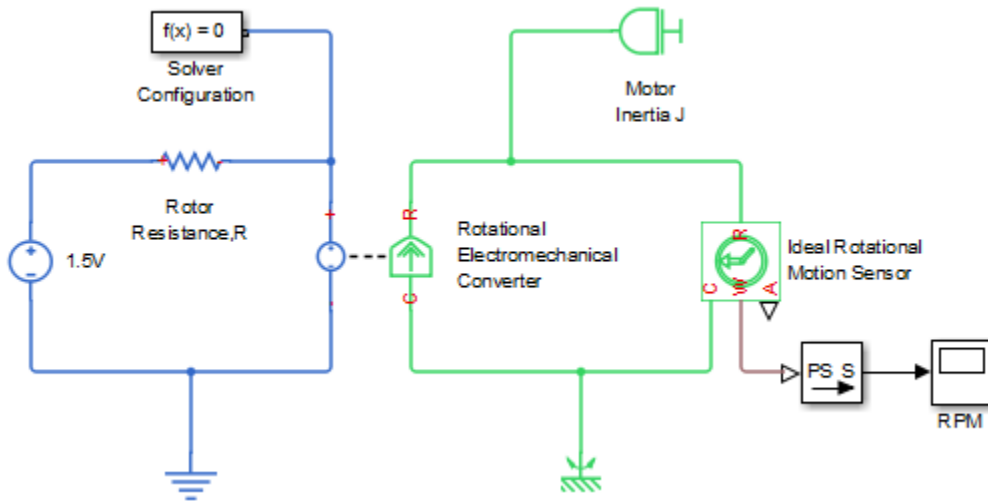 f(x) = 0
Solver
Configuration
Motor
Inertia J
+
Rotor
Resistance,R
1.5V
+
-
+
-
R
C
Rotational
Electromechanical
Converter
R
C
W
A
Ideal Rotational
Motion Sensor
PS S
RPM